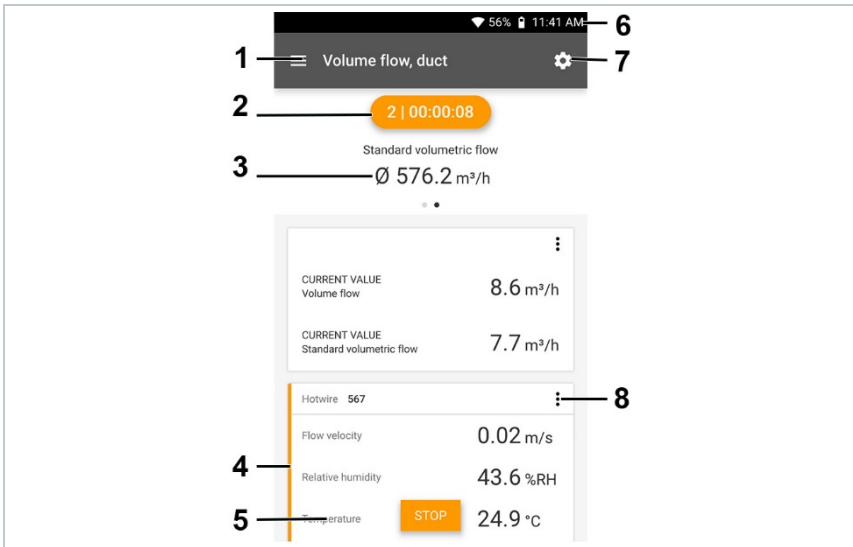 56% 11:41 AM 6
1 Volume flow, duct 7
2 2 | 00:00:08
Standard volumetric flow
3 Ø 576.2 m³/h
CURRENT VALUE
Volume flow 8.6 m³/h
CURRENT VALUE
Standard volumetric flow 7.7 m³/h
Hotwire 567 8
Flow velocity 0.02 m/s
4 Relative humidity 43.6 %RH
5 Temperature STOP 24.9 °C